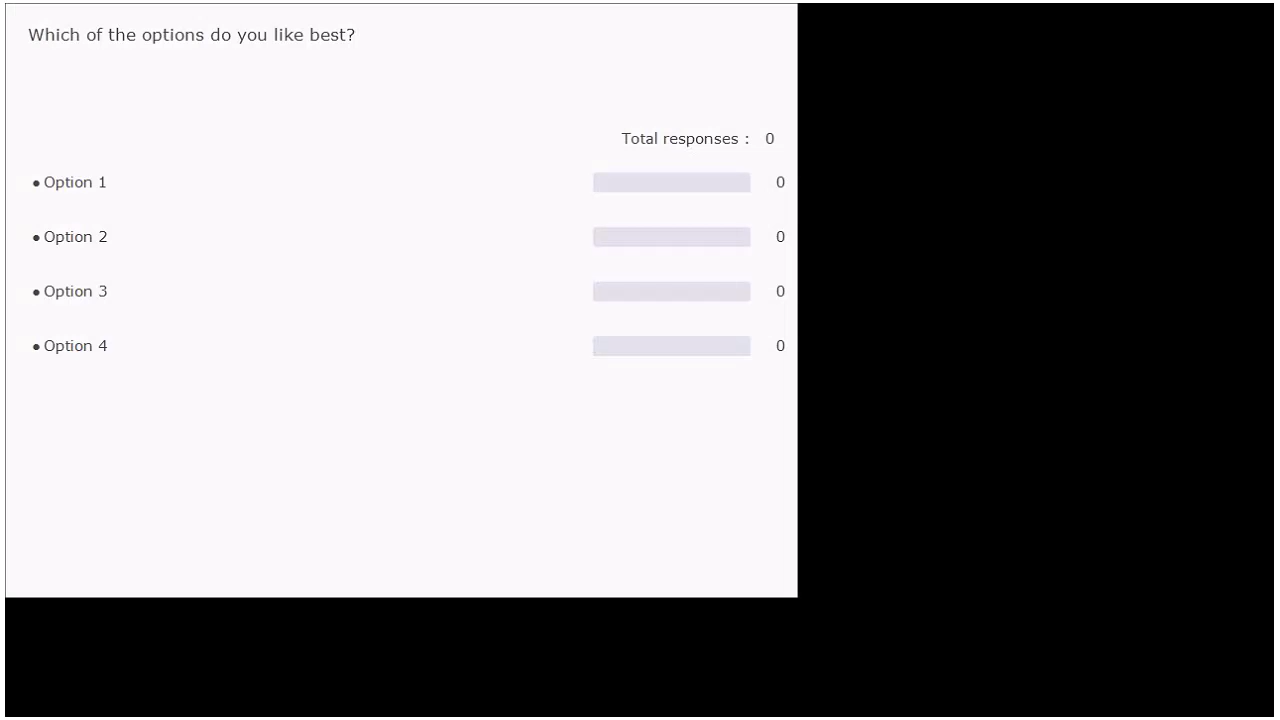 Which of the options do you like best?
Total responses : 0
• Option 1 0
• Option 2 0
• Option 3 0
• Option 4 0